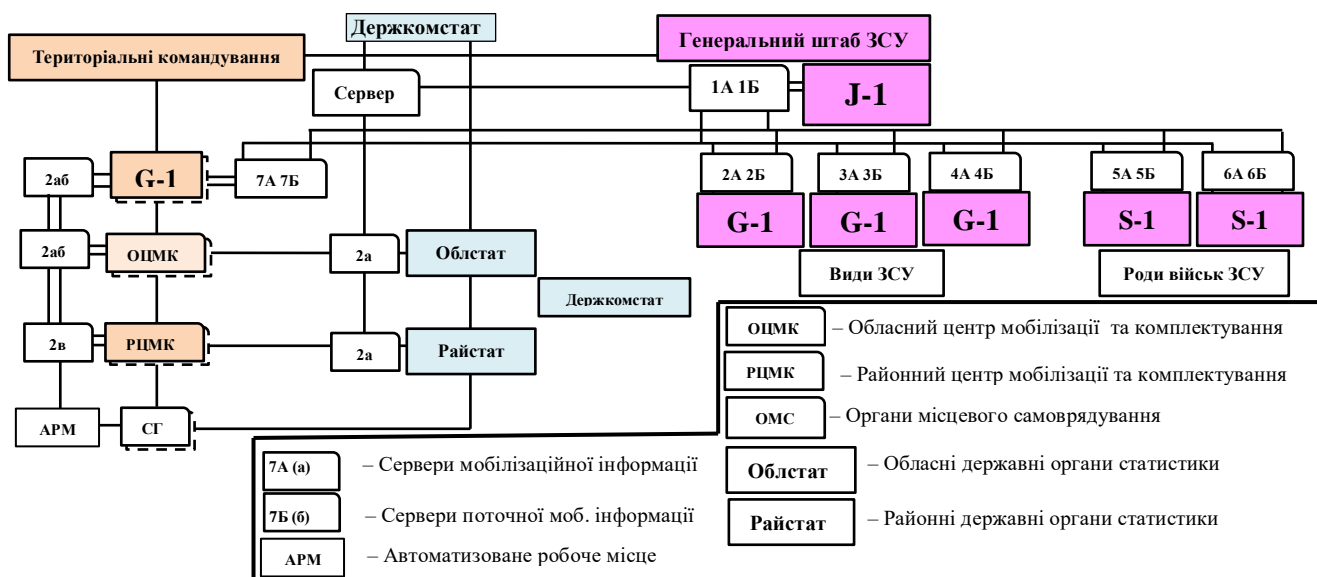 Держкомстат
Територіальні командування
Генеральний штаб ЗСУ
Сервер
1А 1Б
J-1
2аб
G-1
7А 7Б
2А 2Б
3А 3Б
4А 4Б
5А 5Б
6А 6Б
G-1
G-1
G-1
S-1
S-1
2аб
ОЦМК
2а
Облстат
Види ЗСУ
Роди військ ЗСУ
Держкомстат
2в
РЦМК
2а
Райстат
АРМ
СГ
ОЦМК – Обласний центр мобілізації та комплектування
РЦМК – Районний центр мобілізації та комплектування
ОМС – Органи місцевого самоврядування
Облстат – Обласні державні органи статистики
Райстат – Районні державні органи статистики
7А (а) – Сервери мобілізаційної інформації
7Б (б) – Сервери поточної моб. інформації
АРМ – Автоматизоване робоче місце